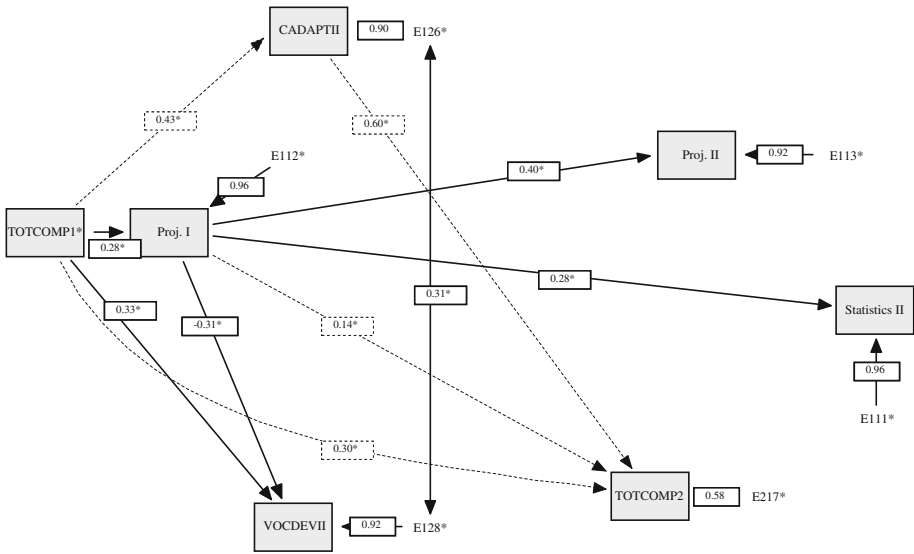 CADAPTII
0.90
E126*
0.43*
0.60*
E112*
0.96
0.40*
Proj. II
0.92
E113*
TOTCOMP1*
0.28*
Proj. I
0.28*
0.31*
Statistics II
0.33*
-0.31*
0.14*
0.96
E111*
0.30*
TOTCOMP2
0.58
E217*
VOCDEVII
0.92
E128*